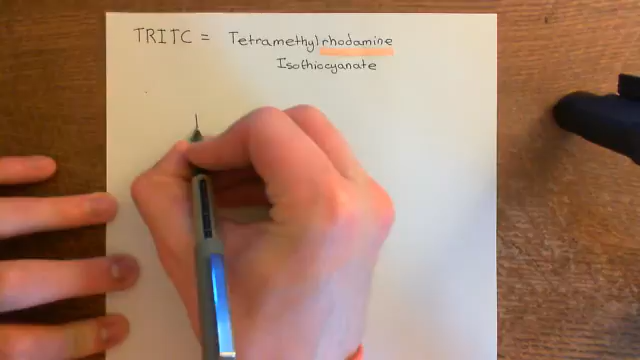 TRITC = Tetramethylrhodamine
Isothiocyanate